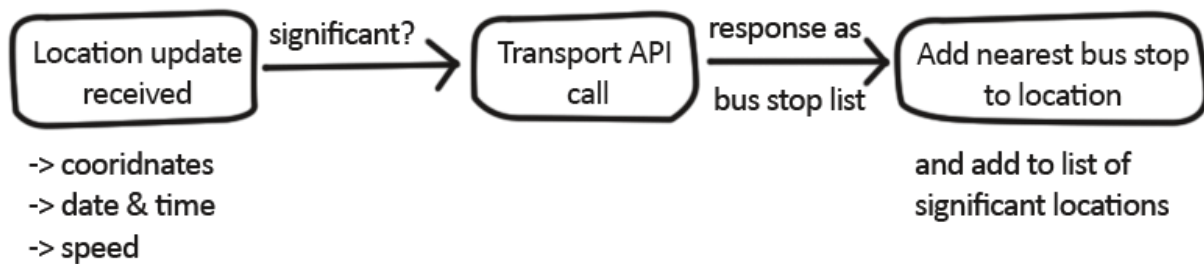 Location update
received
significant?
Transport API
call
response as
bus stop list
Add nearest bus stop
to location
-> cooridnates
-> date & time
-> speed
and add to list of
significant locations